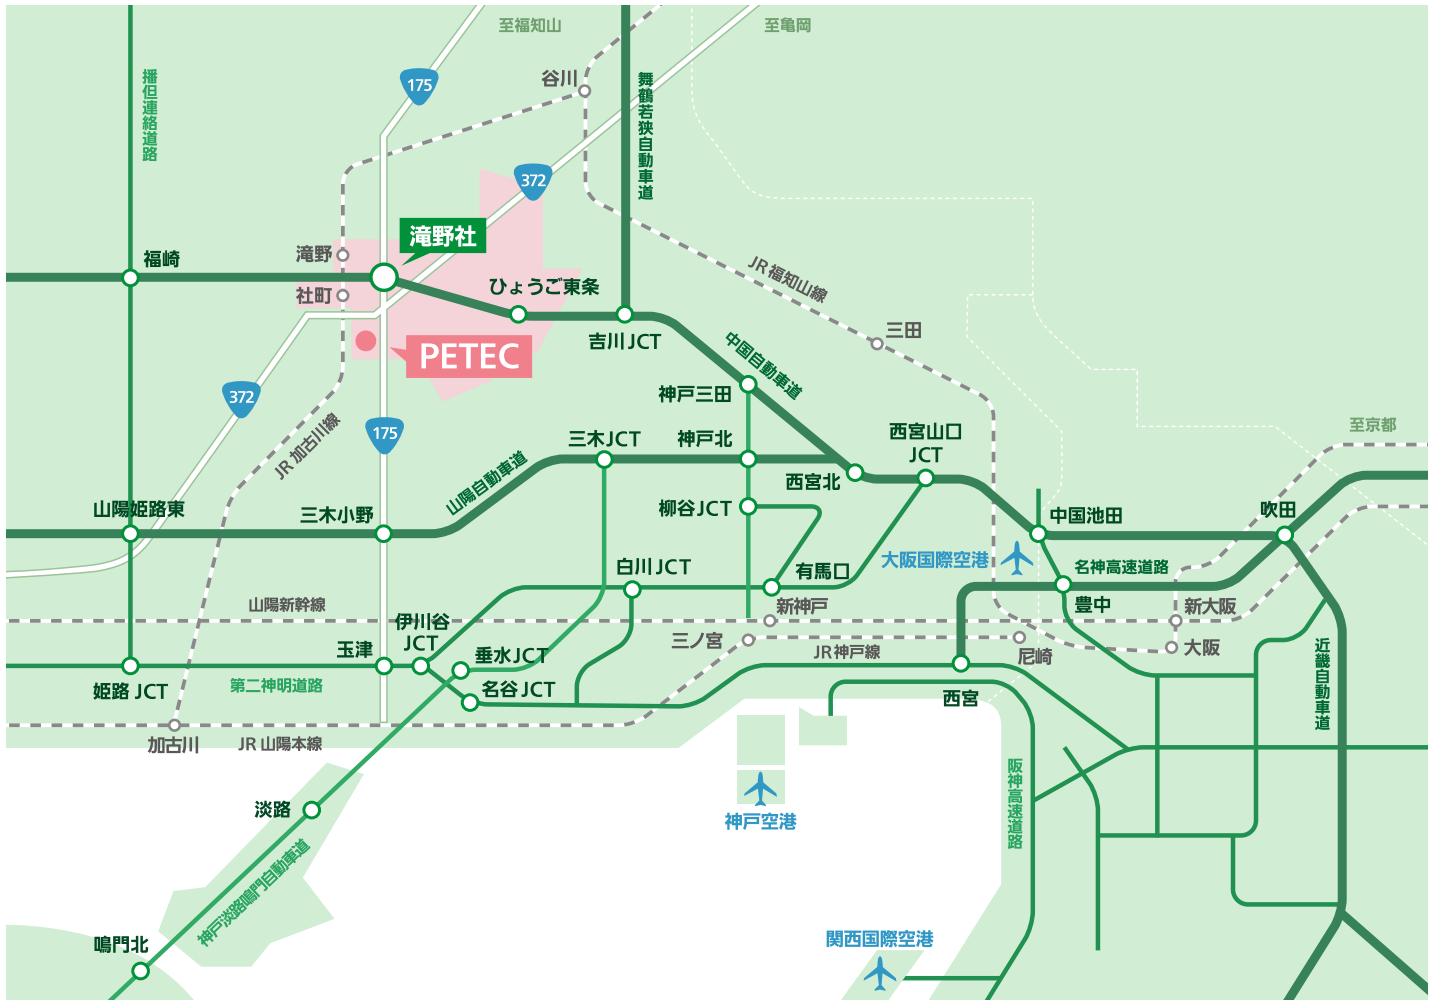 至福知山
至亀岡
播但連絡道路
175
谷川
舞鶴若狭自動車道
372
滝野
滝野社
福崎
社町
ひょうご東条
JR福知山線
三田
吉川JCT
PETEC
中国自動車道
372
神戸三田
JR加古川線
175
至京都
三木JCT
神戸北
西宮山口
JCT
山陽自動車道
西宮北
山陽姫路東
三木小野
柳谷JCT
中国池田
吹田
大阪国際空港
白川JCT
有馬口
名神高速道路
山陽新幹線
新神戸
豊中
新大阪
伊川谷
JCT
三ノ宮
玉津
垂水JCT
JR神戸線
尼崎
大阪
姫路JCT
第二神明道路
名谷JCT
西宮
近畿自動車道
加古川
JR山陽本線
阪神高速道路
淡路
神戸空港
神戸淡路鳴門自動車道
鳴門北
関西国際空港